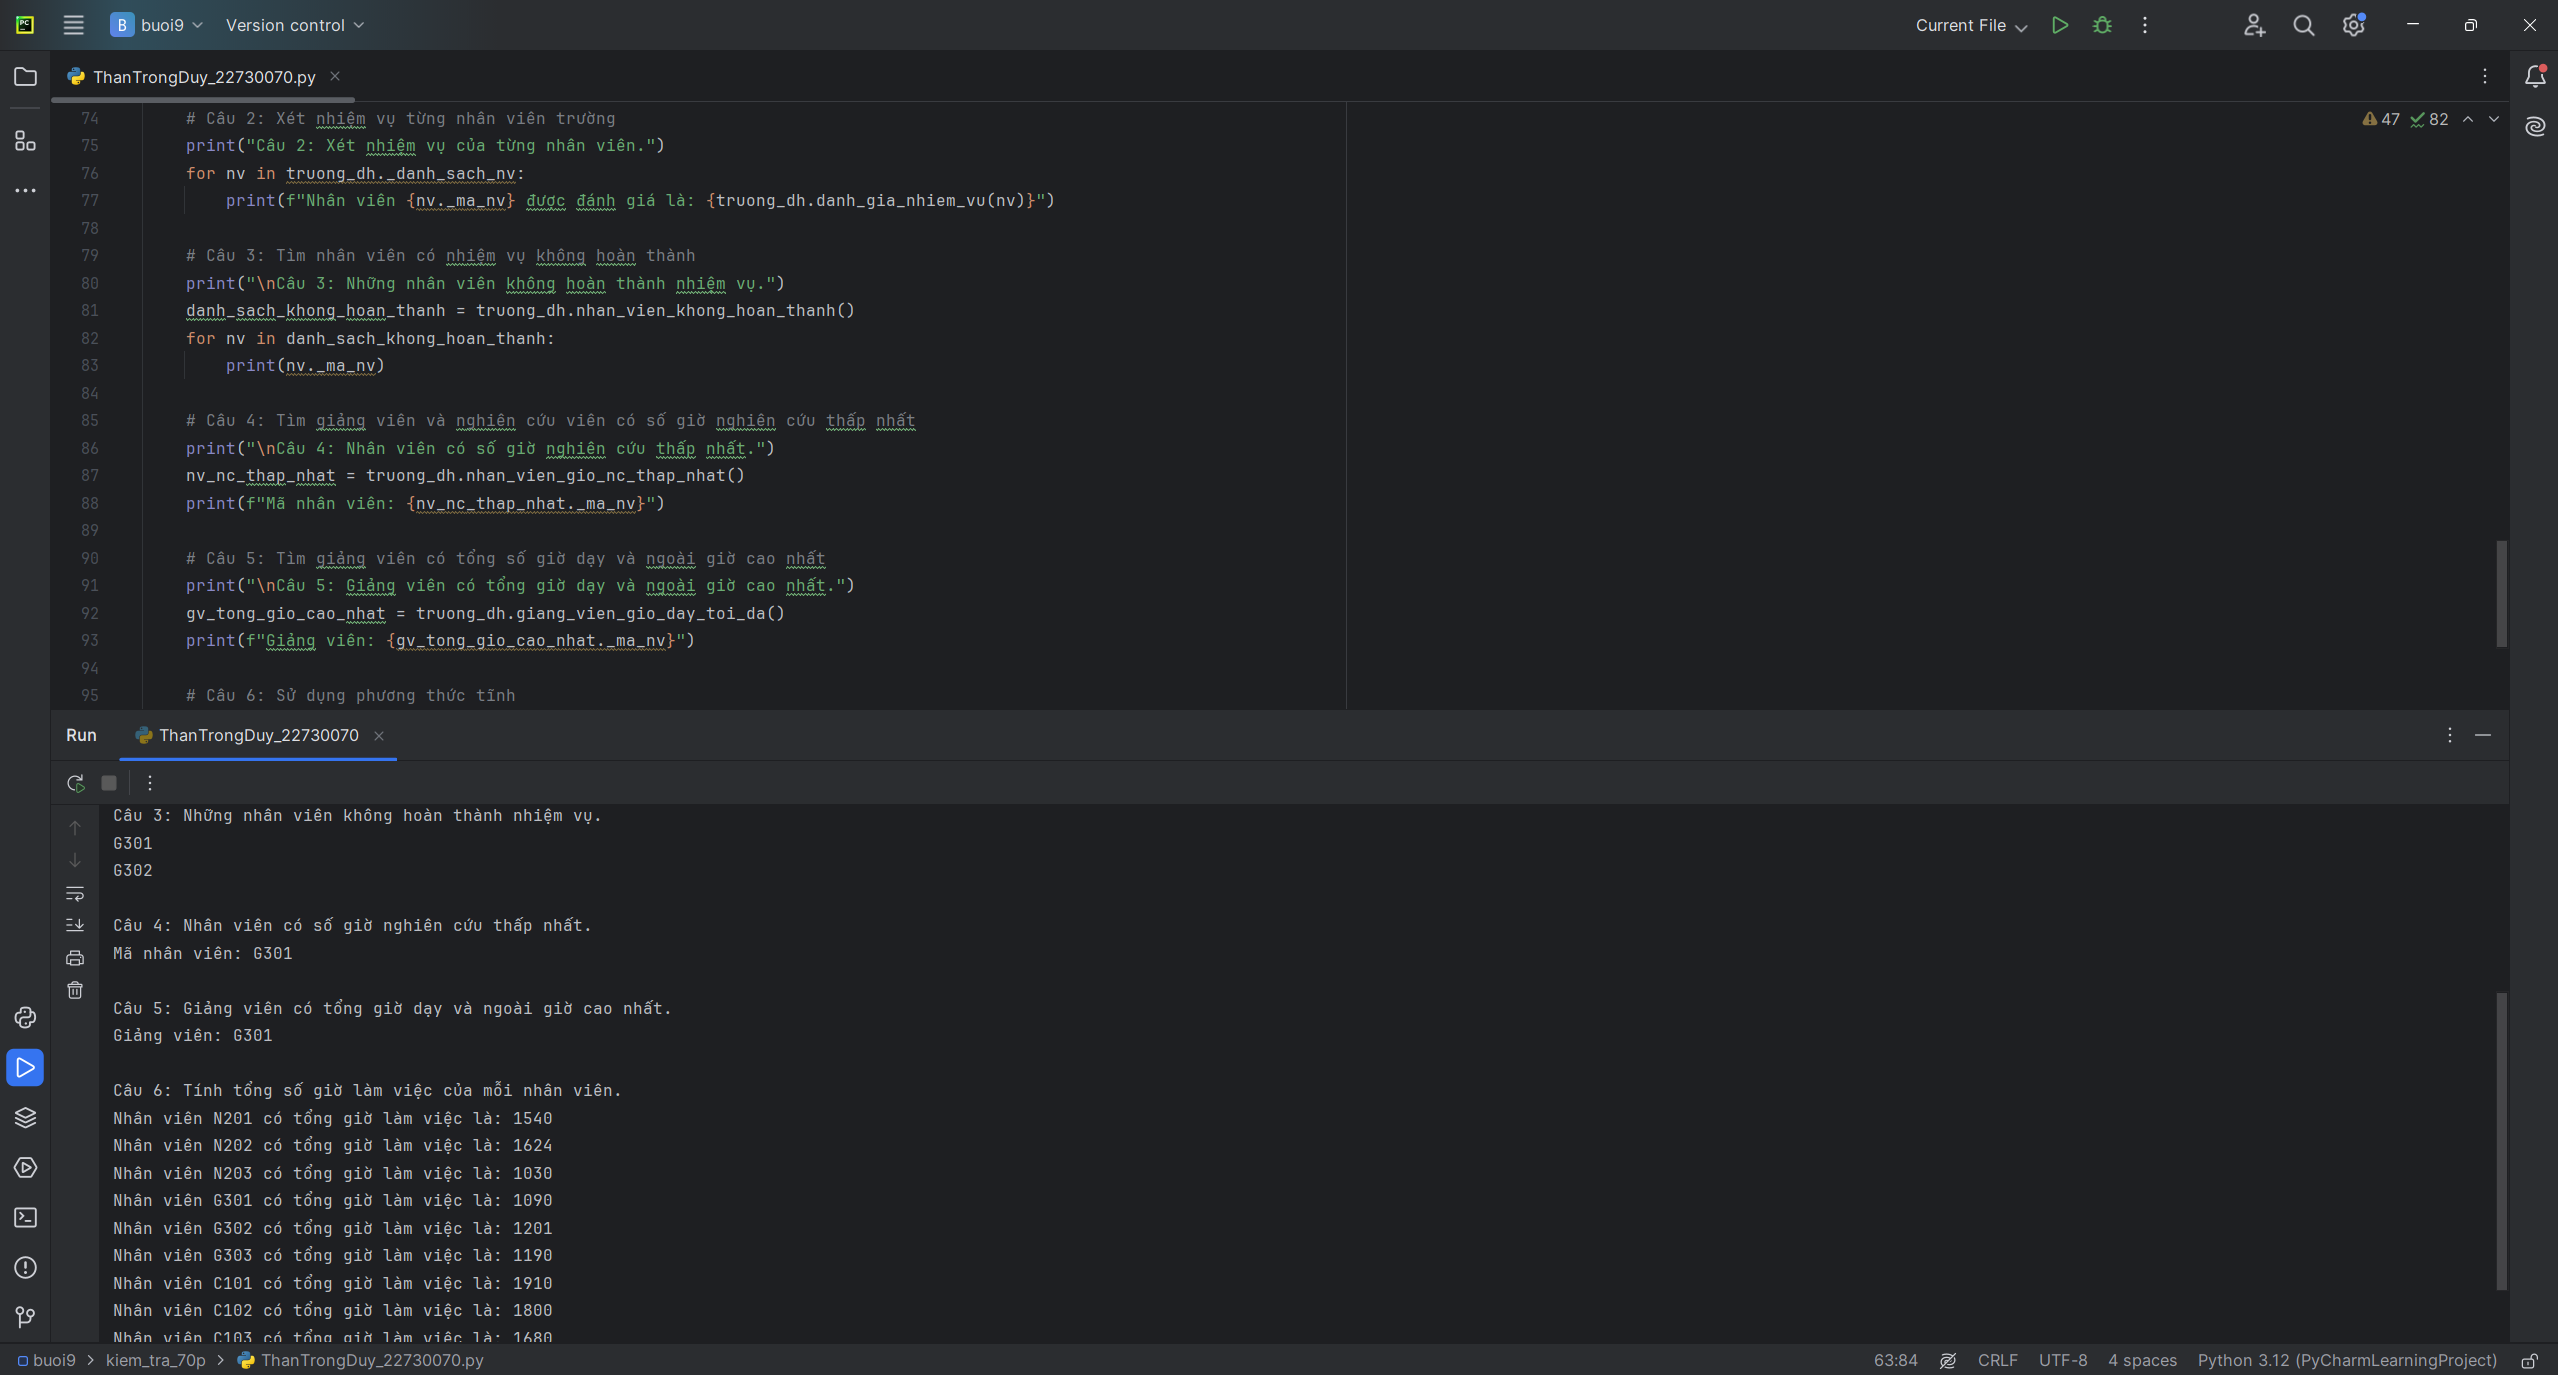 B buoi9 Version control Current File
ThanTrongDuy_22730070.py
47 82
74 # Câu 2: Xét nhiệm vụ từng nhân viên trường
75 print("Câu 2: Xét nhiệm vụ của từng nhân viên.")
76 for nv in truong_dh._danh_sach_nv:
77 print(f"Nhân viên {nv._ma_nv} được đánh giá là: {truong_dh.danh_gia_nhiem_vu(nv)}")
78
79 # Câu 3: Tìm nhân viên có nhiệm vụ không hoàn thành
80 print("\nCâu 3: Những nhân viên không hoàn thành nhiệm vụ.")
81 danh_sach_khong_hoan_thanh = truong_dh.nhan_vien_khong_hoan_thanh()
82 for nv in danh_sach_khong_hoan_thanh:
83 print(nv._ma_nv)
84
85 # Câu 4: Tìm giảng viên và nghiên cứu viên có số giờ nghiên cứu thấp nhất
86 print("\nCâu 4: Nhân viên có số giờ nghiên cứu thấp nhất.")
87 nv_nc_thap_nhat = truong_dh.nhan_vien_gio_nc_thap_nhat()
88 print(f"Mã nhân viên: {nv_nc_thap_nhat._ma_nv}")
89
90 # Câu 5: Tìm giảng viên có tổng số giờ dạy và ngoài giờ cao nhất
91 print("\nCâu 5: Giảng viên có tổng giờ dạy và ngoài giờ cao nhất.")
92 gv_tong_gio_cao_nhat = truong_dh.giang_vien_gio_day_toi_da()
93 print(f"Giảng viên: {gv_tong_gio_cao_nhat._ma_nv}")
94
95 # Câu 6: Sử dụng phương thức tĩnh
Run ThanTrongDuy_22730070
Câu 3: Những nhân viên không hoàn thành nhiệm vụ.
G301
G302
Câu 4: Nhân viên có số giờ nghiên cứu thấp nhất.
Mã nhân viên: G301
Câu 5: Giảng viên có tổng giờ dạy và ngoài giờ cao nhất.
Giảng viên: G301
Câu 6: Tính tổng số giờ làm việc của mỗi nhân viên.
Nhân viên N201 có tổng giờ làm việc là: 1540
Nhân viên N202 có tổng giờ làm việc là: 1624
Nhân viên N203 có tổng giờ làm việc là: 1030
Nhân viên G301 có tổng giờ làm việc là: 1090
Nhân viên G302 có tổng giờ làm việc là: 1201
Nhân viên G303 có tổng giờ làm việc là: 1190
Nhân viên C101 có tổng giờ làm việc là: 1910
Nhân viên C102 có tổng giờ làm việc là: 1800
Nhân viên C103 có tổng giờ làm việc là: 1680
buoi9 > kiem_tra_70p > ThanTrongDuy_22730070.py 63:84 CRLF UTF-8 4 spaces Python 3.12 (PyCharmLearningProject)